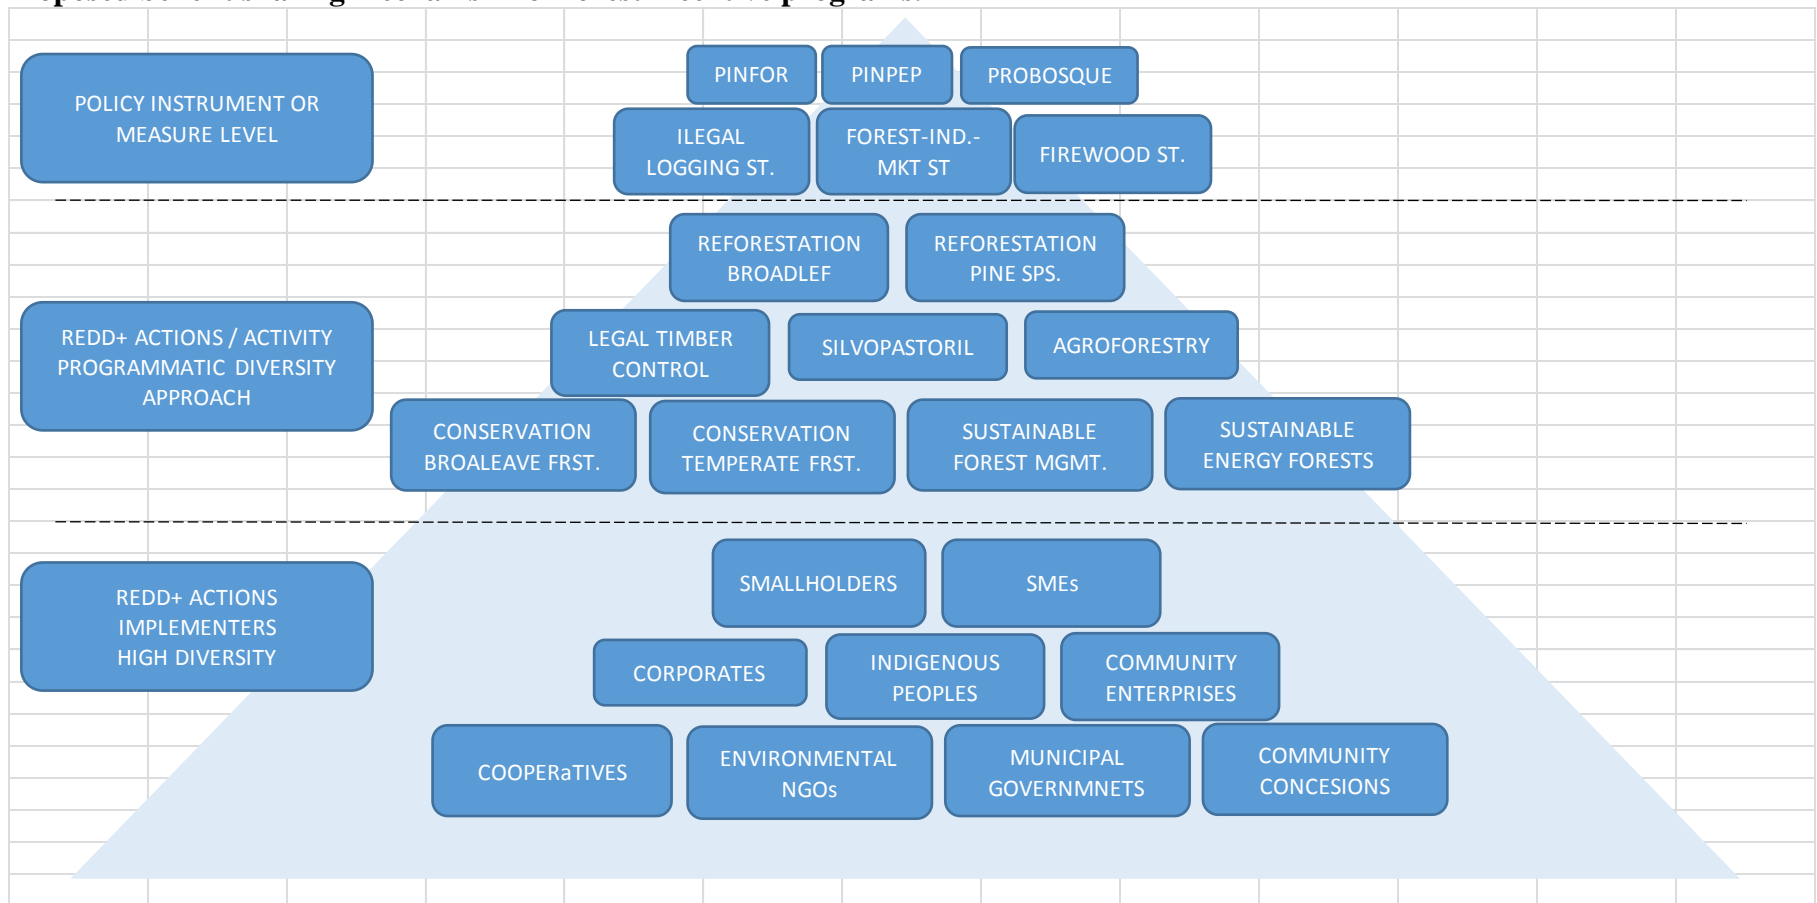 POLICY INSTRUMENT OR
MEASURE LEVEL
PINFOR
PINPEP
PROBOSQUE
ILEGAL
LOGGING ST.
FOREST-IND.-
MKT ST
FIREWOOD ST.
REDD+ ACTIONS / ACTIVITY
PROGRAMMATIC DIVERSITY
APPROACH
REFORESTATION
BROADLEF
REFORESTATION
PINE SPS.
LEGAL TIMBER
CONTROL
SILVOPASTORIL
AGROFORESTRY
CONSERVATION
BROALEAVE FRST.
CONSERVATION
TEMPERATE FRST.
SUSTAINABLE
FOREST MGMT.
SUSTAINABLE
ENERGY FORESTS
REDD+ ACTIONS
IMPLEMENTERS
HIGH DIVERSITY
SMALLHOLDERS
SMEs
CORPORATES
INDIGENOUS
PEOPLES
COMMUNITY
ENTERPRISES
COOPERaTIVES
ENVIRONMENTAL
NGOs
MUNICIPAL
GOVERNMNETS
COMMUNITY
CONCESIONS